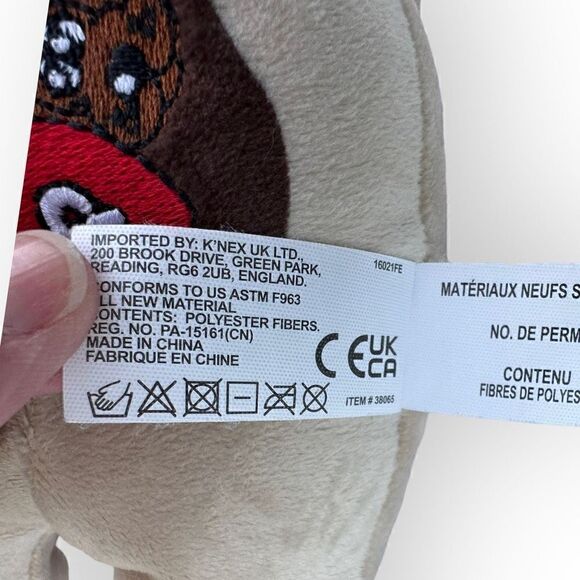 IMPORTED BY: K'NEX UK LTD.,
200 BROOK DRIVE, GREEN PARK,
READING, RG6 2UB, ENGLAND.
16021FE
CONFORMS TO US ASTM F963
ALL NEW MATERIAL
CONTENTS: POLYESTER FIBERS.
REG. NO. PA-15161(CN)
MADE IN CHINA
FABRIQUE EN CHINE
CE UK
CA
ITEM # 38065
MATÉRIAUX NEUFS S
NO. DE PERM
CONTENU
FIBRES DE POLYES